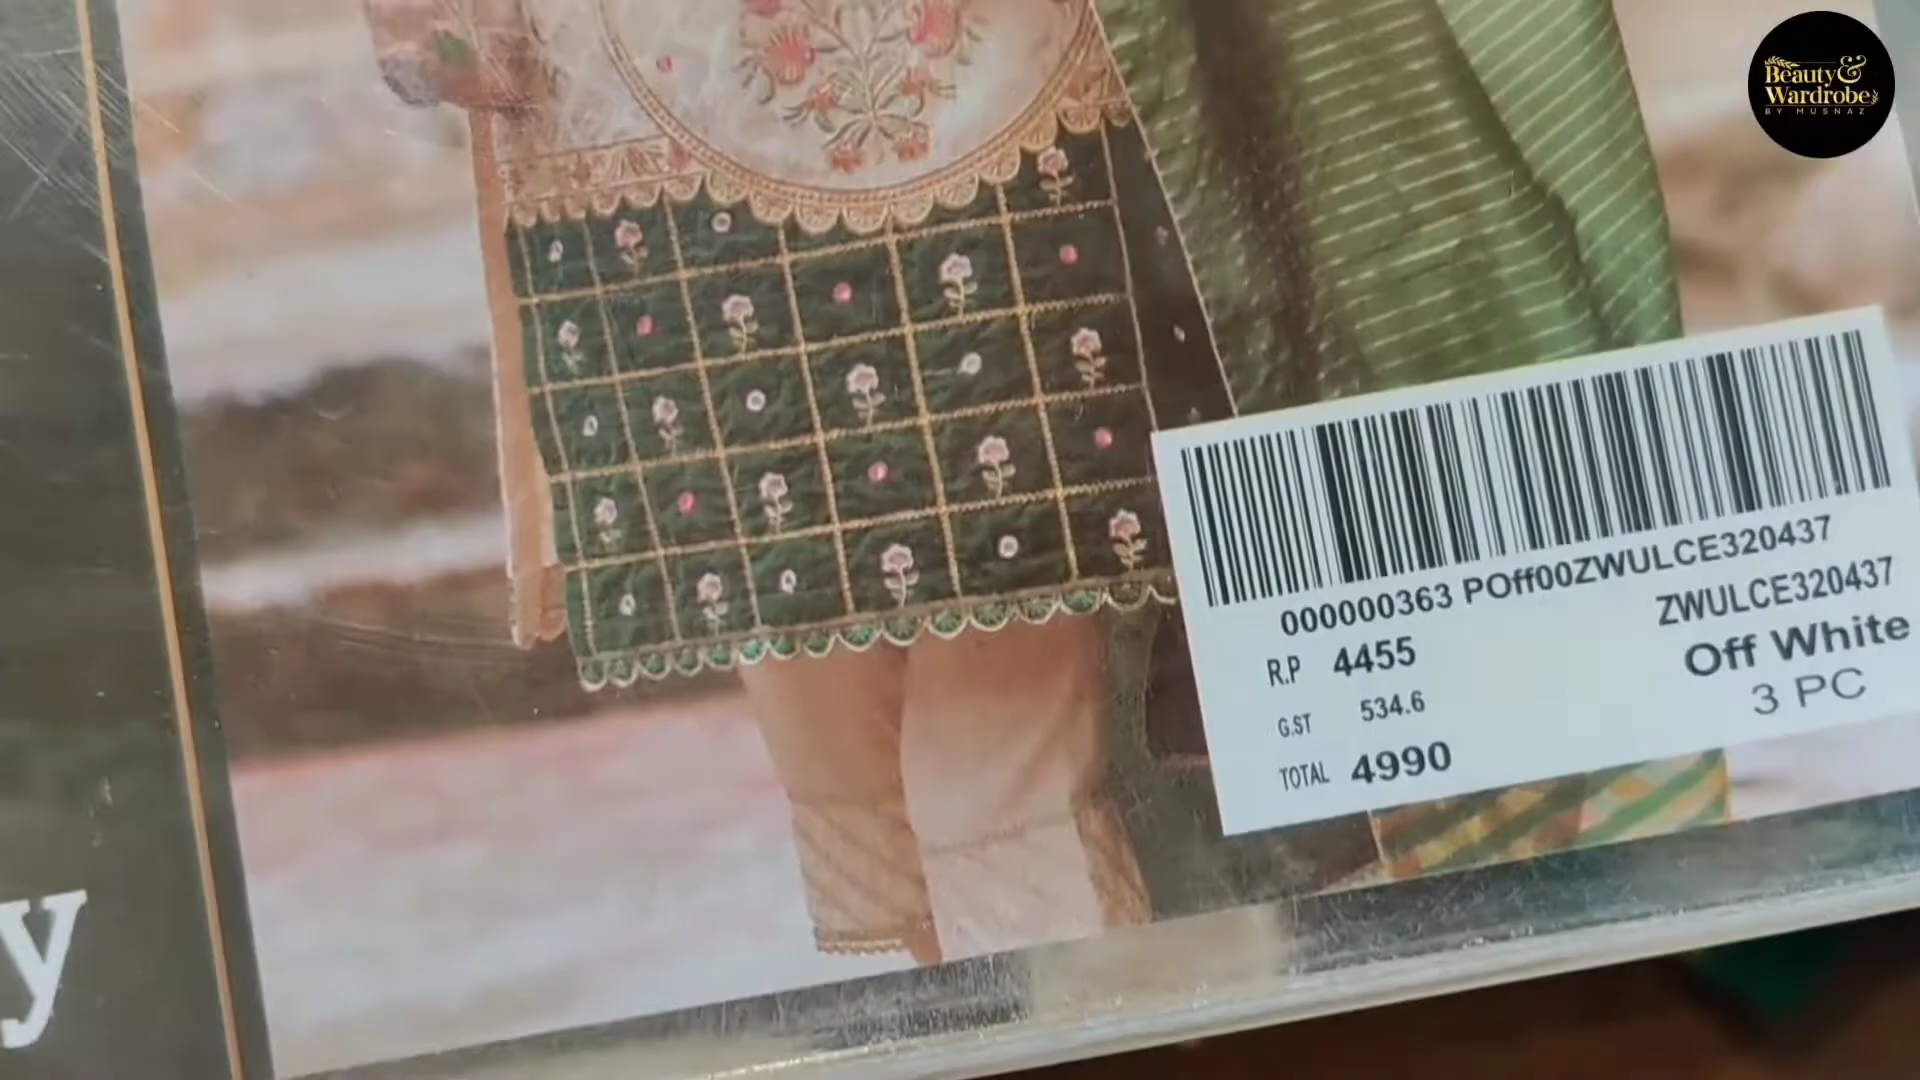 Beauty&
Wardrobe
BY MUSNAZ
000000363 POff00ZWULCE320437
ZWULCE320437
R.P 4455
Off White
G.ST 534.6
3 PC
TOTAL 4990
y